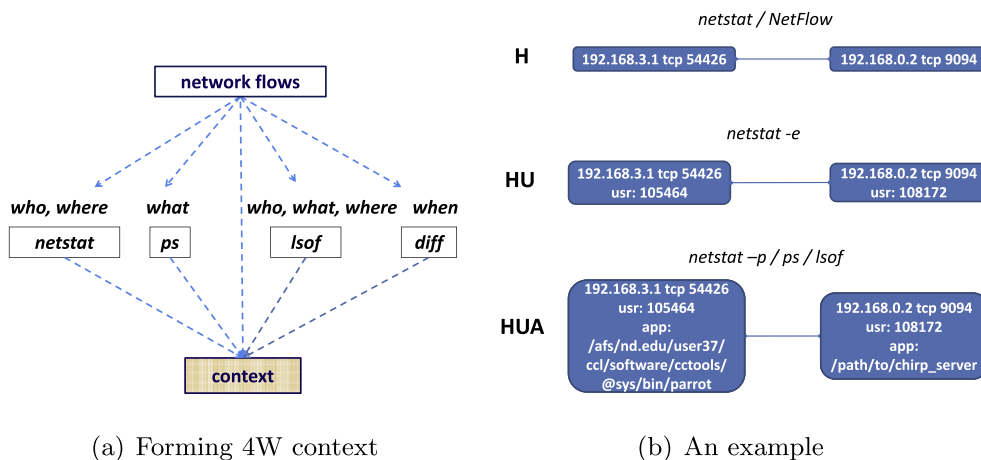 network flows
who, where
what
who, what, where
when
netstat
ps
lsof
diff
context
(a) Forming 4W context
netstat / NetFlow
H
192.168.3.1 tcp 54426
192.168.0.2 tcp 9094
netstat -e
HU
192.168.3.1 tcp 54426
usr: 105464
192.168.0.2 tcp 9094
usr: 108172
netstat –p / ps / lsof
HUA
192.168.3.1 tcp 54426
usr: 105464
app:
/afs/nd.edu/user37/
ccl/software/cctools/
@sys/bin/parrot
192.168.0.2 tcp 9094
usr: 108172
app:
/path/to/chirp_server
(b) An example